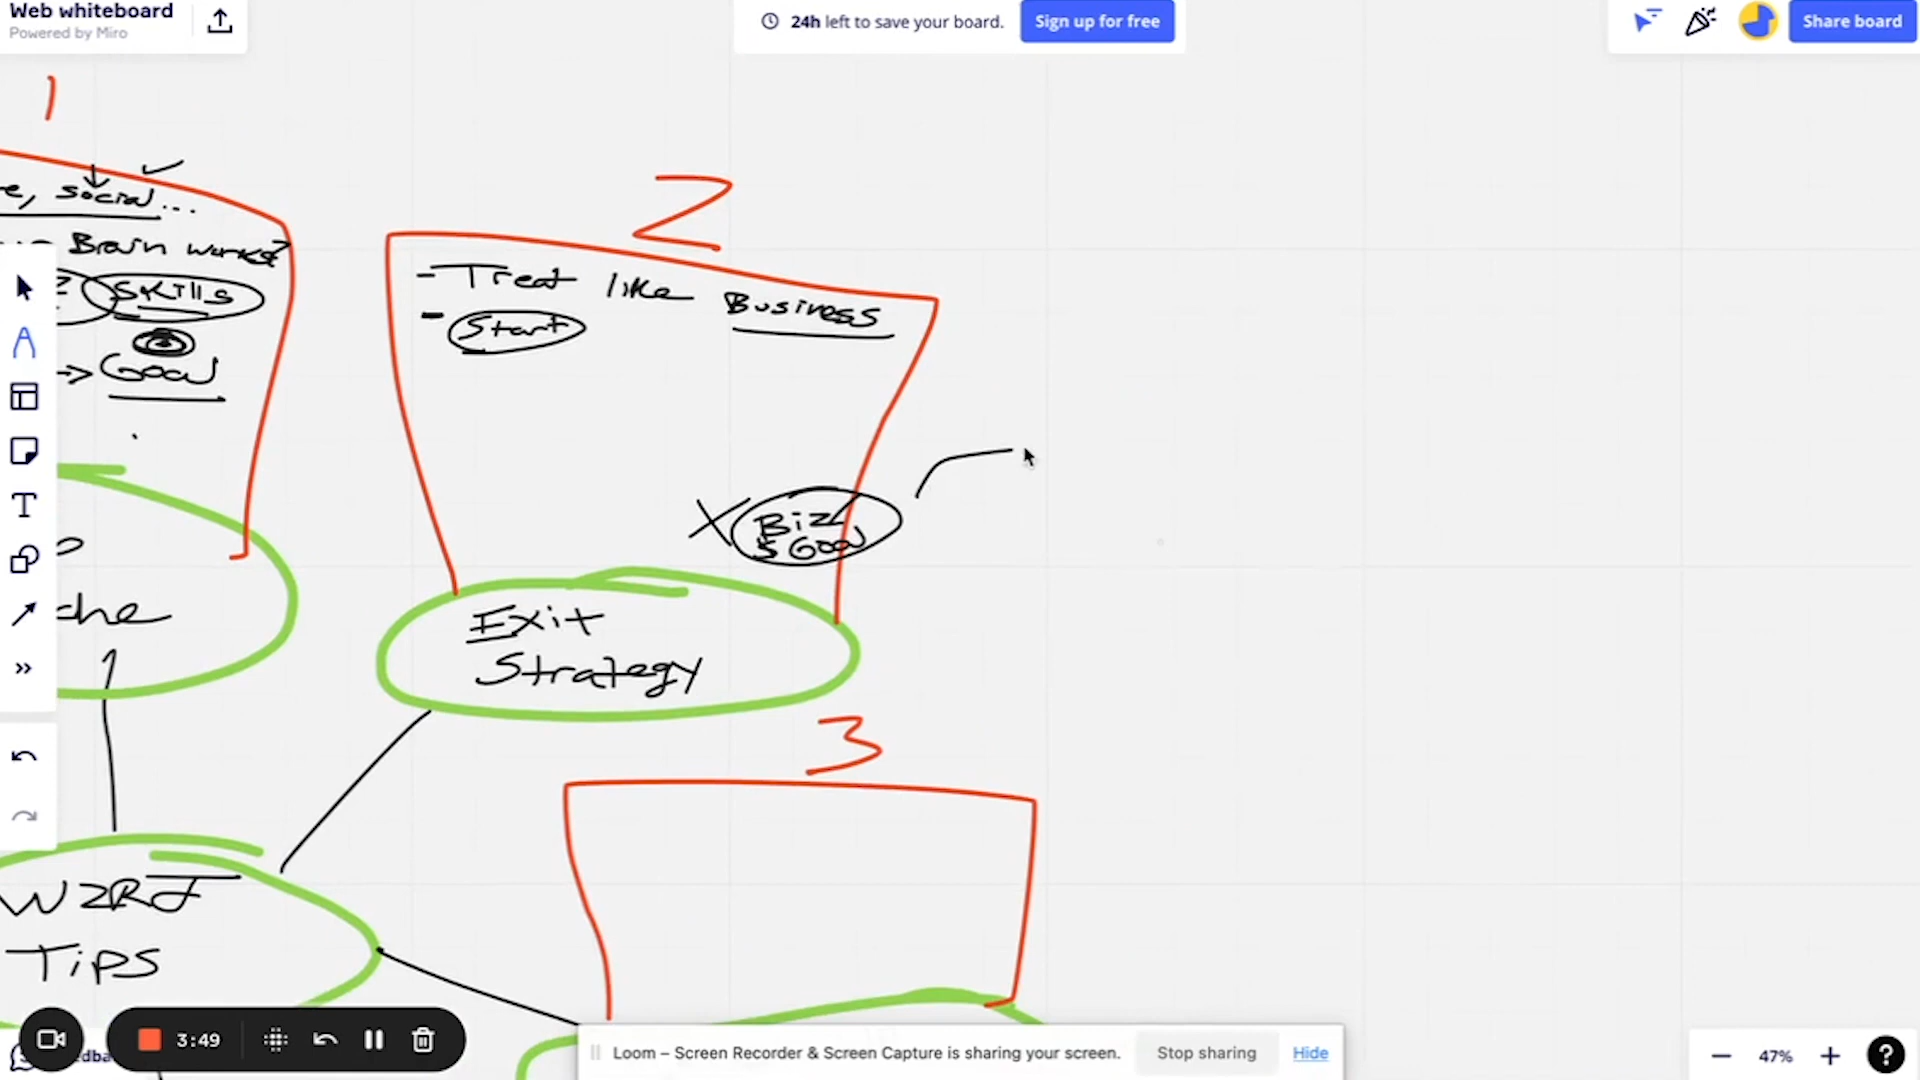 Web whiteboard
Powered by Miro
24h left to save your board.
Sign up for free
Share board
1
social...
Brain works?
SKills
→ Goal
che
2
- Treat like Business
- Start
X Biz
$ Goal
Exit
Strategy
3
WZRd
Tips
3:49
Loom – Screen Recorder & Screen Capture is sharing your screen.
Stop sharing
Hide
47%
?